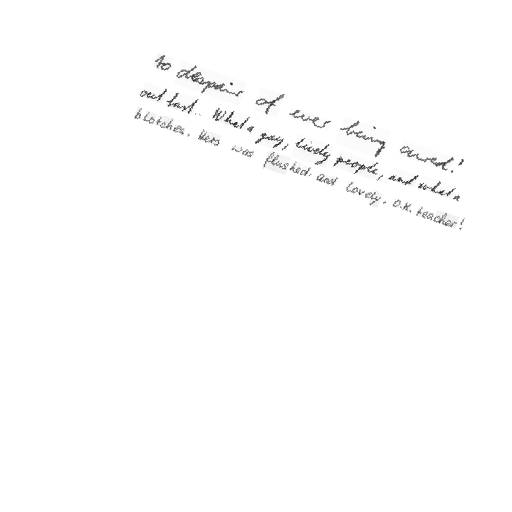 to despair of ever being cured!'
out last.. What a gay, lively people, and what a
blotches. Hers was flushed, and lovely. O.K. teacher!